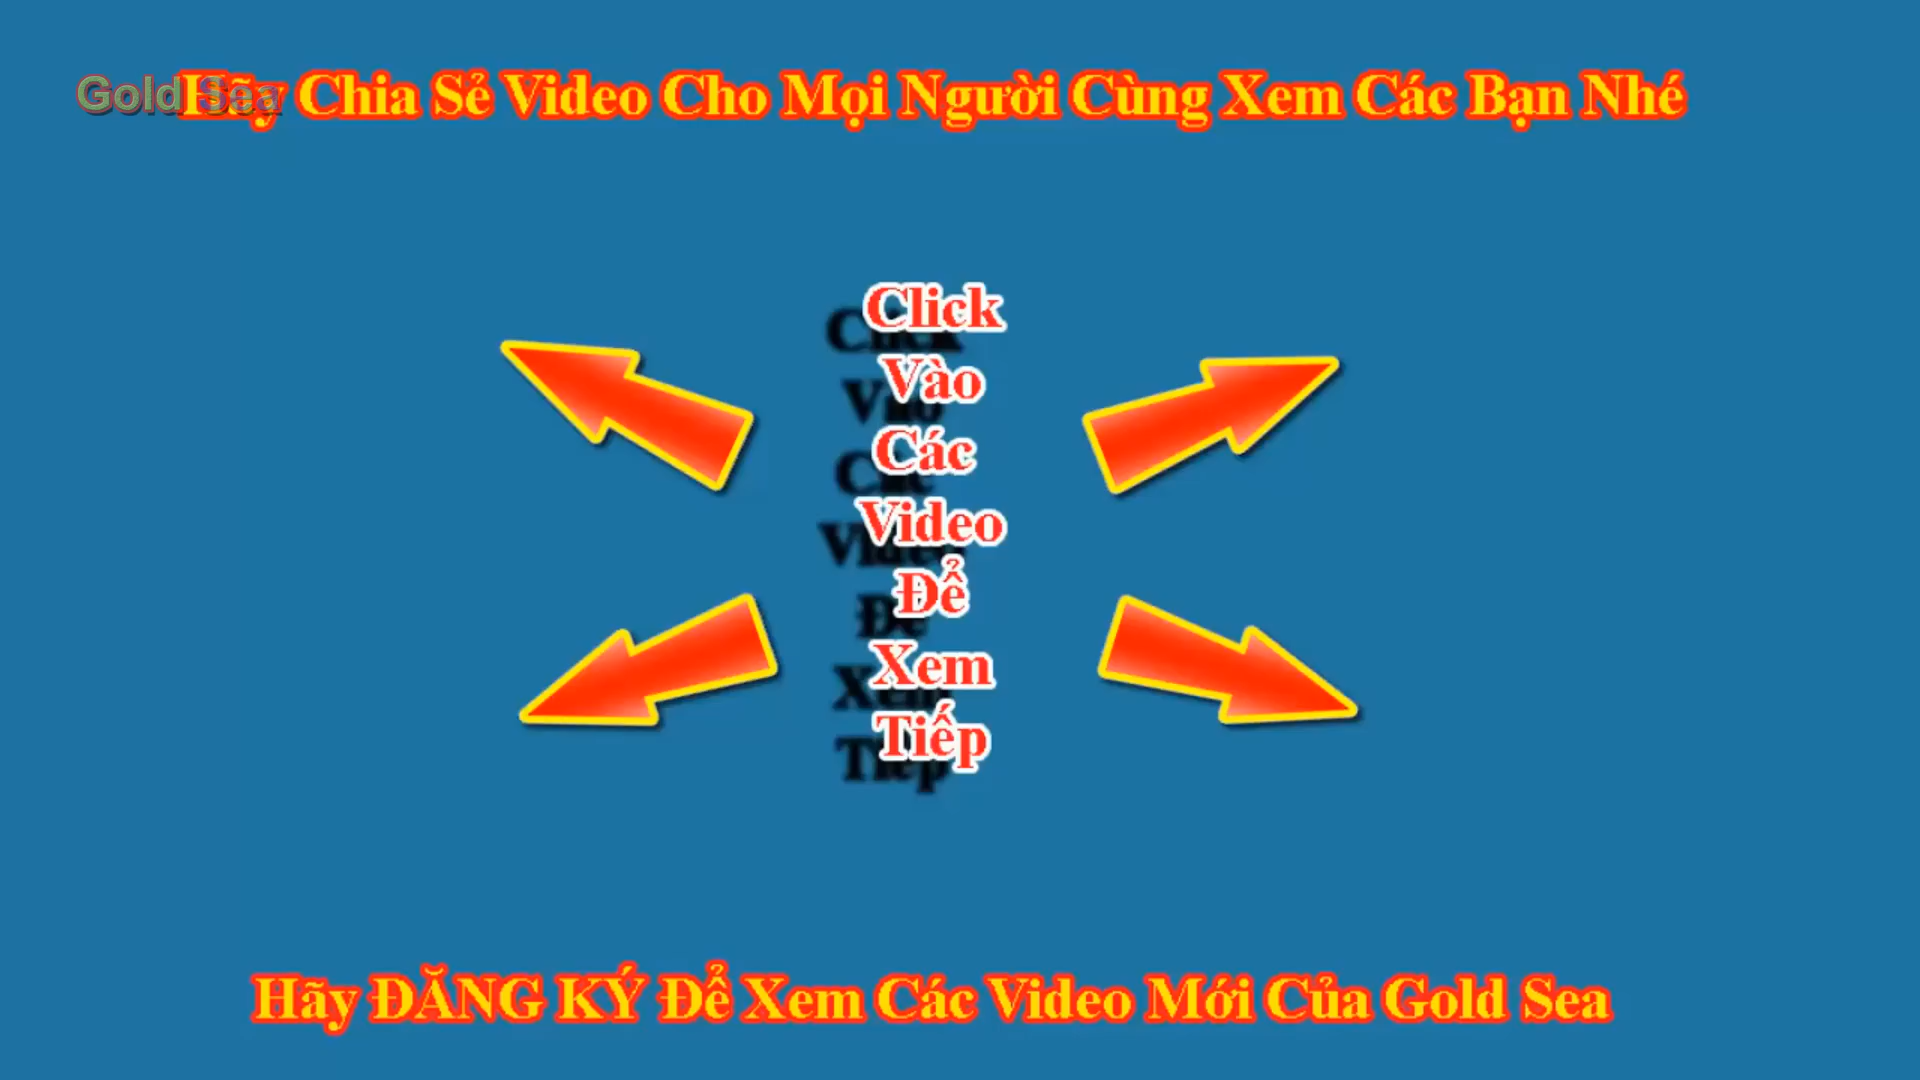 Gold Sea
Hãy Chia Sẻ Video Cho Mọi Người Cùng Xem Các Bạn Nhé
Click
Vào
Các
Video
Để
Xem
Tiếp
Hãy ĐĂNG KÝ Để Xem Các Video Mới Của Gold Sea